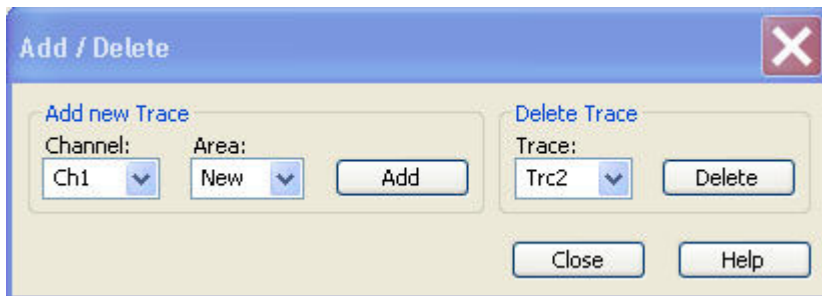 Add / Delete
Add new Trace
Delete Trace
Channel:
Area:
Trace:
Ch1
New
Add
Trc2
Delete
Close
Help